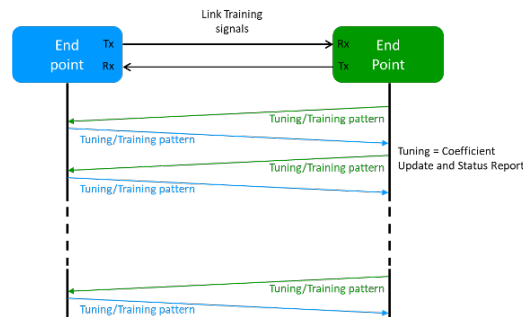 Link Training
signals
End
point
Tx
Rx
Rx
Tx
End
Point
Tuning/Training pattern
Tuning/Training pattern
Tuning = Coefficient
Update and Status Report
Tuning/Training pattern
Tuning/Training pattern
Tuning/Training pattern
Tuning/Training pattern